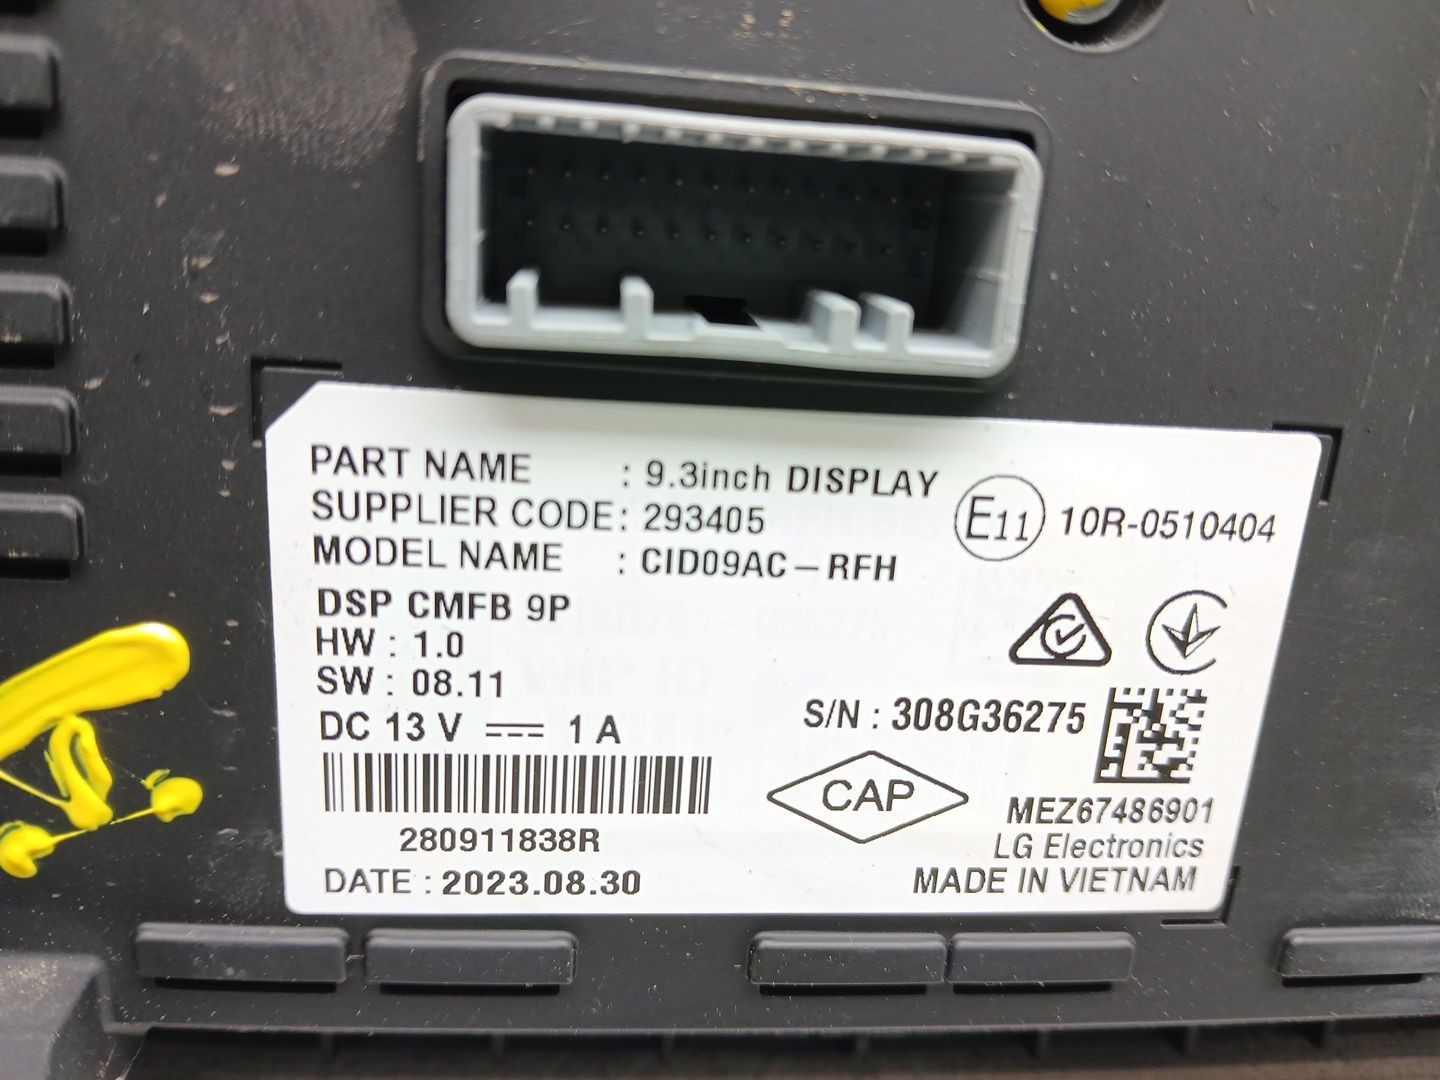 PART NAME : 9.3inch DISPLAY
SUPPLIER CODE: 293405
MODEL NAME : CID09AC-RFH
E11 10R-0510404
DSP CMFB 9P
HW : 1.0
SW : 08.11
DC 13 V 1 A
S/N : 308G36275
280911838R
CAP
MEZ67486901
LG Electronics
DATE : 2023.08.30
MADE IN VIETNAM